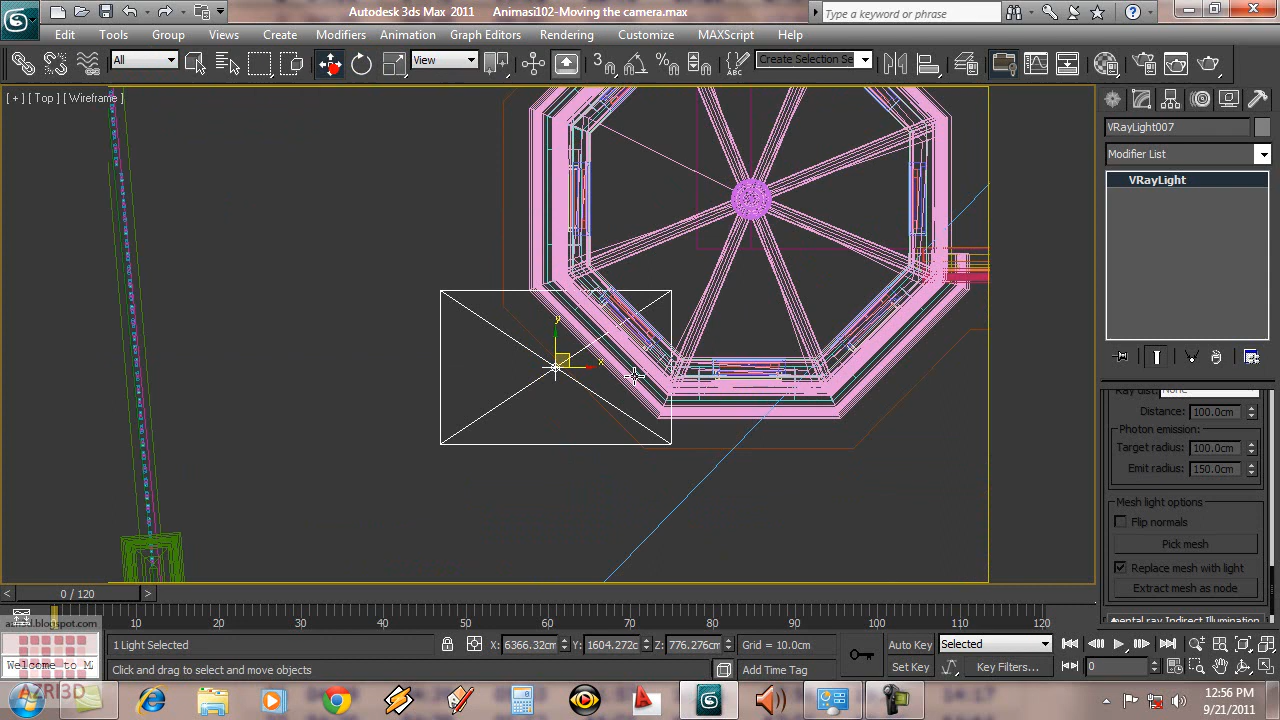 Autodesk 3ds Max 2011 Animasi102-Moving the camera.max
Type a keyword or phrase
Edit Tools Group Views Create Modifiers Animation Graph Editors Rendering Customize MAXScript Help
All View Create Selection Se
[ + ] [ Top ] [ Wireframe ]
VRayLight007
Modifier List
VRayLight
y
x
Distance: 100.0cm
Photon emission:
Target radius: 100.0cm
Emit radius: 150.0cm
Mesh light options
Flip normals
Pick mesh
Replace mesh with light
Extract mesh as node
< 0 / 120 >
10 20 30 40 50 60 70 80 90 100 110 120
1 Light Selected X: 6366.32cm Y: 1604.272c Z: 776.276cm Grid = 10.0cm Auto Key Selected
Welcome to M Click and drag to select and move objects Add Time Tag Set Key Key Filters... 0
AZRI3D
12:56 PM
9/21/2011